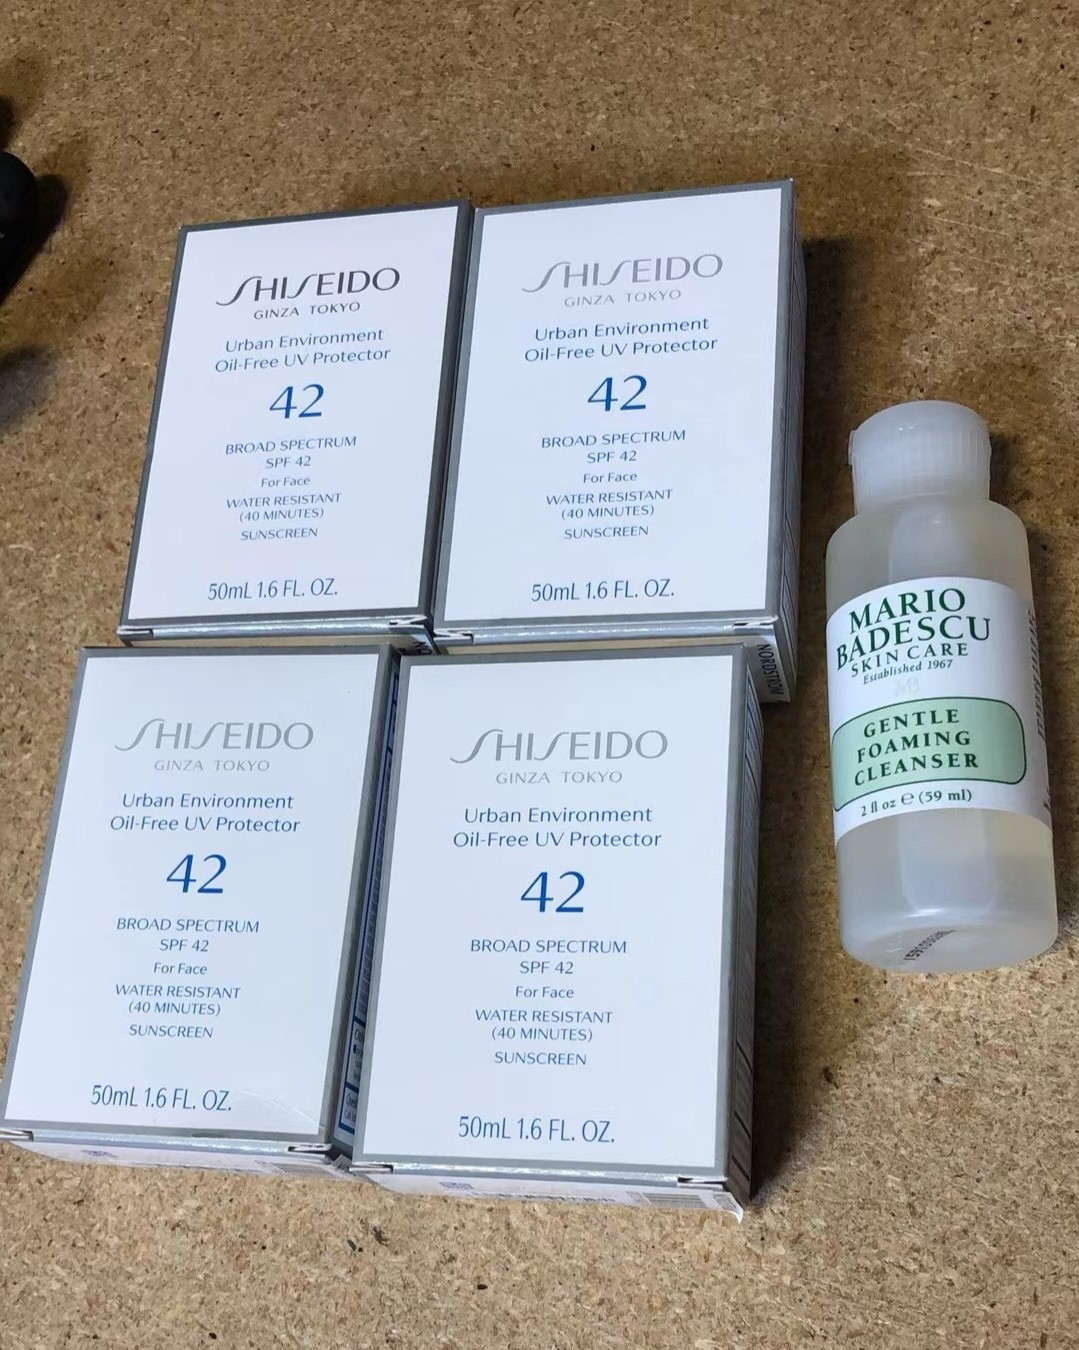 SHISEIDO
GINZA TOKYO
Urban Environment
Oil-Free UV Protector
42
BROAD SPECTRUM
SPF 42
For Face
WATER RESISTANT
(40 MINUTES)
SUNSCREEN
50mL 1.6 FL. OZ.
SHISEIDO
GINZA TOKYO
Urban Environment
Oil-Free UV Protector
42
BROAD SPECTRUM
SPF 42
For Face
WATER RESISTANT
(40 MINUTES)
SUNSCREEN
50mL 1.6 FL. OZ.
NORDSTROM
SHISEIDO
GINZA TOKYO
Urban Environment
Oil-Free UV Protector
42
BROAD SPECTRUM
SPF 42
For Face
WATER RESISTANT
(40 MINUTES)
SUNSCREEN
50mL 1.6 FL. OZ.
SHISEIDO
GINZA TOKYO
Urban Environment
Oil-Free UV Protector
42
BROAD SPECTRUM
SPF 42
For Face
WATER RESISTANT
(40 MINUTES)
SUNSCREEN
50mL 1.6 FL. OZ.
MARIO
BADESCU
SKIN CARE
Established 1967
MB
GENTLE
FOAMING
CLEANSER
2 fl oz e (59 ml)